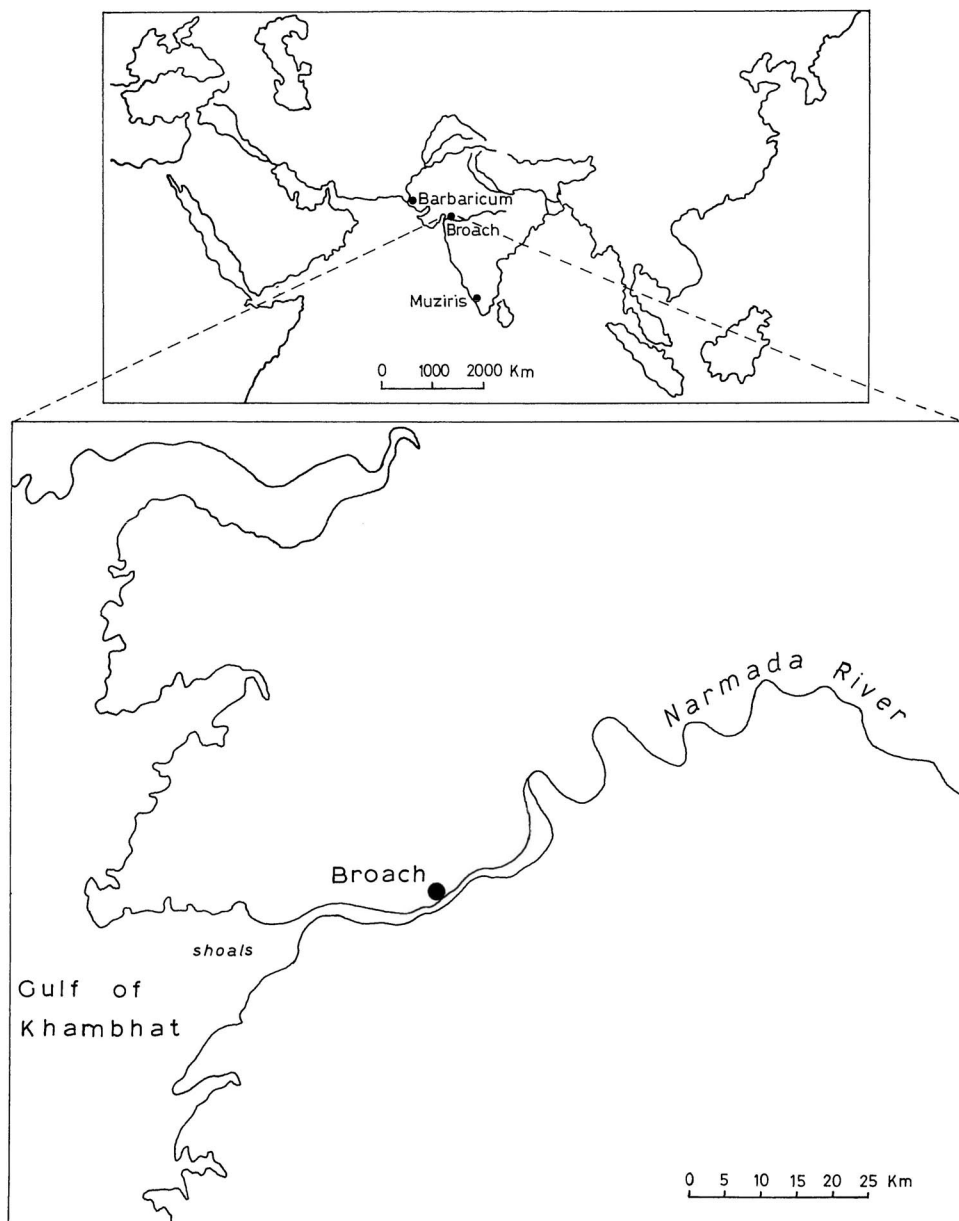 Barbaricum
Broach
Muziris
0 1000 2000 Km
Narmada River
Broach
shoals
Gulf of
Khambhat
0 5 10 15 20 25 Km